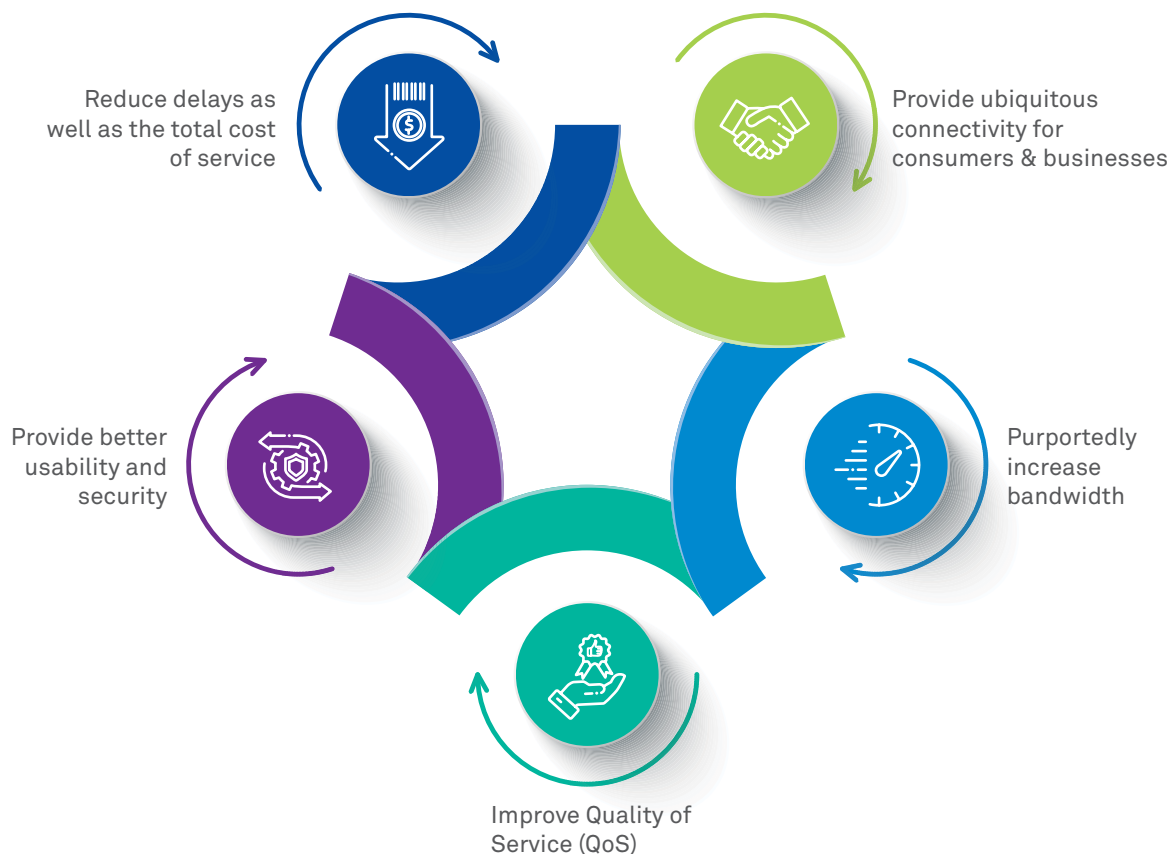 Reduce delays as
well as the total cost
of service
Provide ubiquitous
connectivity for
consumers & businesses
Provide better
usability and
security
Purportedly
increase
bandwidth
Improve Quality of
Service (QoS)
$